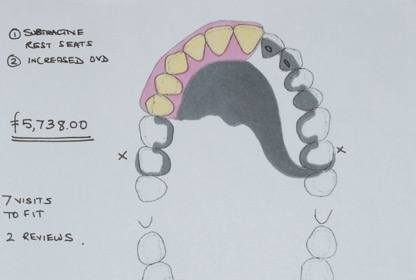 ① SUBTRACTIVE
REST SEATS
② INCREASED OVD
£5,738.00
x
x
7 VISITS
TO FIT
2 REVIEWS.